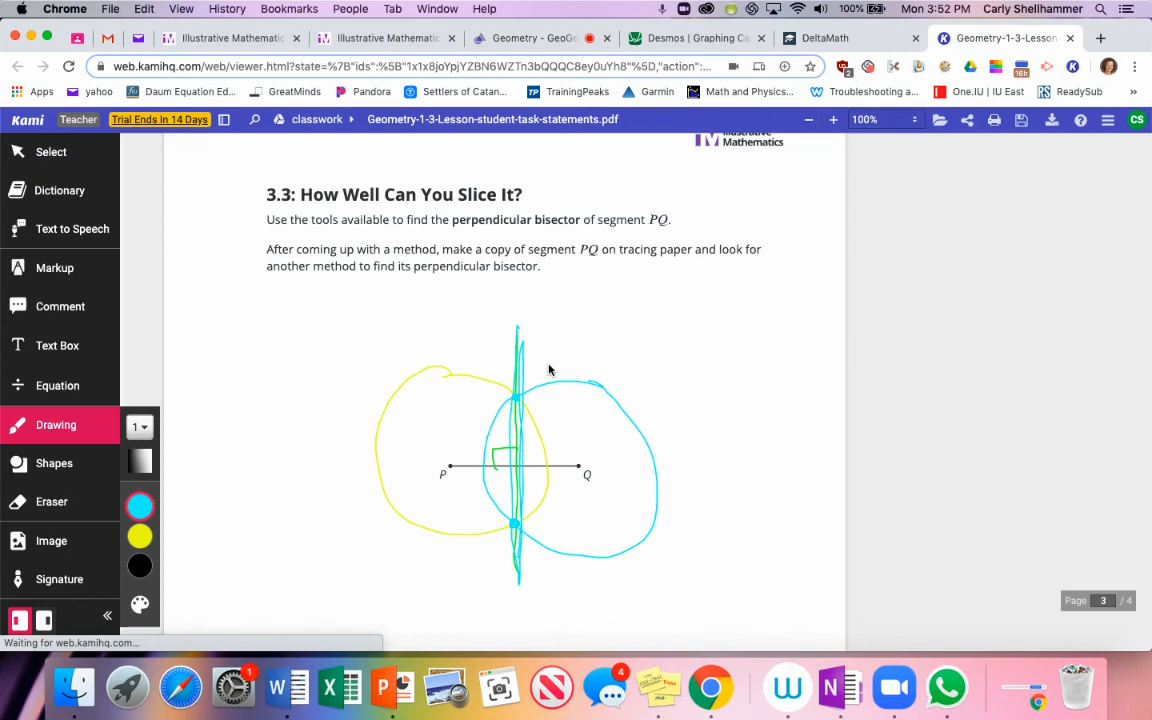 Chrome File Edit View History Bookmarks People Tab Window Help 100% Mon 3:52 PM Carly Shellhammer
Illustrative Mathematic Illustrative Mathematic Geometry - GeoGe Desmos | Graphing Ca DeltaMath Geometry-1-3-Lesson
web.kamihq.com/web/viewer.html?state=%7B"ids":%5B"1x1x8joYpjYZBN6WZTn3bQQQC8ey0uYh8"%5D,"action":... 2 16h
Apps yahoo Daum Equation Ed... GreatMinds Pandora Settlers of Catan... TrainingPeaks Garmin Math and Physics... Troubleshooting a... One.IU | IU East ReadySub »
Kami Teacher Trial Ends In 14 Days classwork Geometry-1-3-Lesson-student-task-statements.pdf 100% CS
Select
Dictionary
Text to Speech
Markup
Comment
Text Box
Equation
Drawing
Shapes
Eraser
Image
Signature
1
Illustrative
Mathematics
3.3: How Well Can You Slice It?
Use the tools available to find the perpendicular bisector of segment PQ.
After coming up with a method, make a copy of segment PQ on tracing paper and look for
another method to find its perpendicular bisector.
P Q
Page 3 / 4
Waiting for web.kamihq.com...
1 4